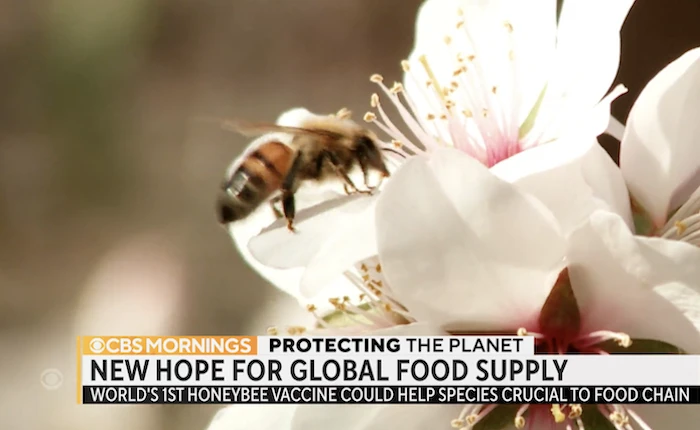 CBS MORNINGS PROTECTING THE PLANET
NEW HOPE FOR GLOBAL FOOD SUPPLY
WORLD'S 1ST HONEYBEE VACCINE COULD HELP SPECIES CRUCIAL TO FOOD CHAIN